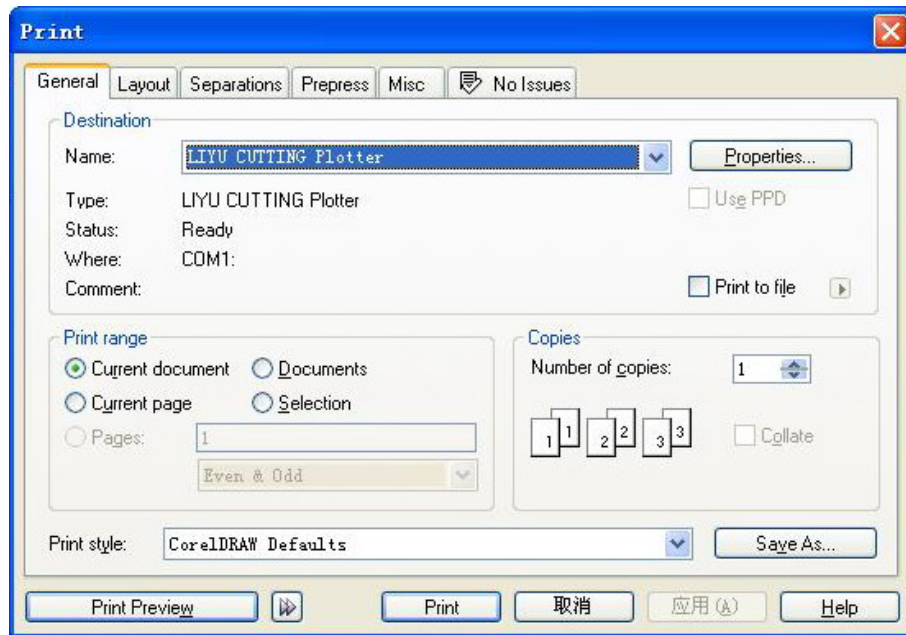 Print
General Layout Separations Prepress Misc No Issues
Destination
Name: LIYU CUTTING Plotter Properties...
Type: LIYU CUTTING Plotter Use PPD
Status: Ready
Where: COM1:
Comment: Print to file
Print range Copies
Current document Documents Number of copies: 1
Current page Selection
Pages: 1 1 1 2 2 3 3 Collate
Even & Odd
Print style: CorelDRAW Defaults Save As...
Print Preview Print 取消 应用(A) Help